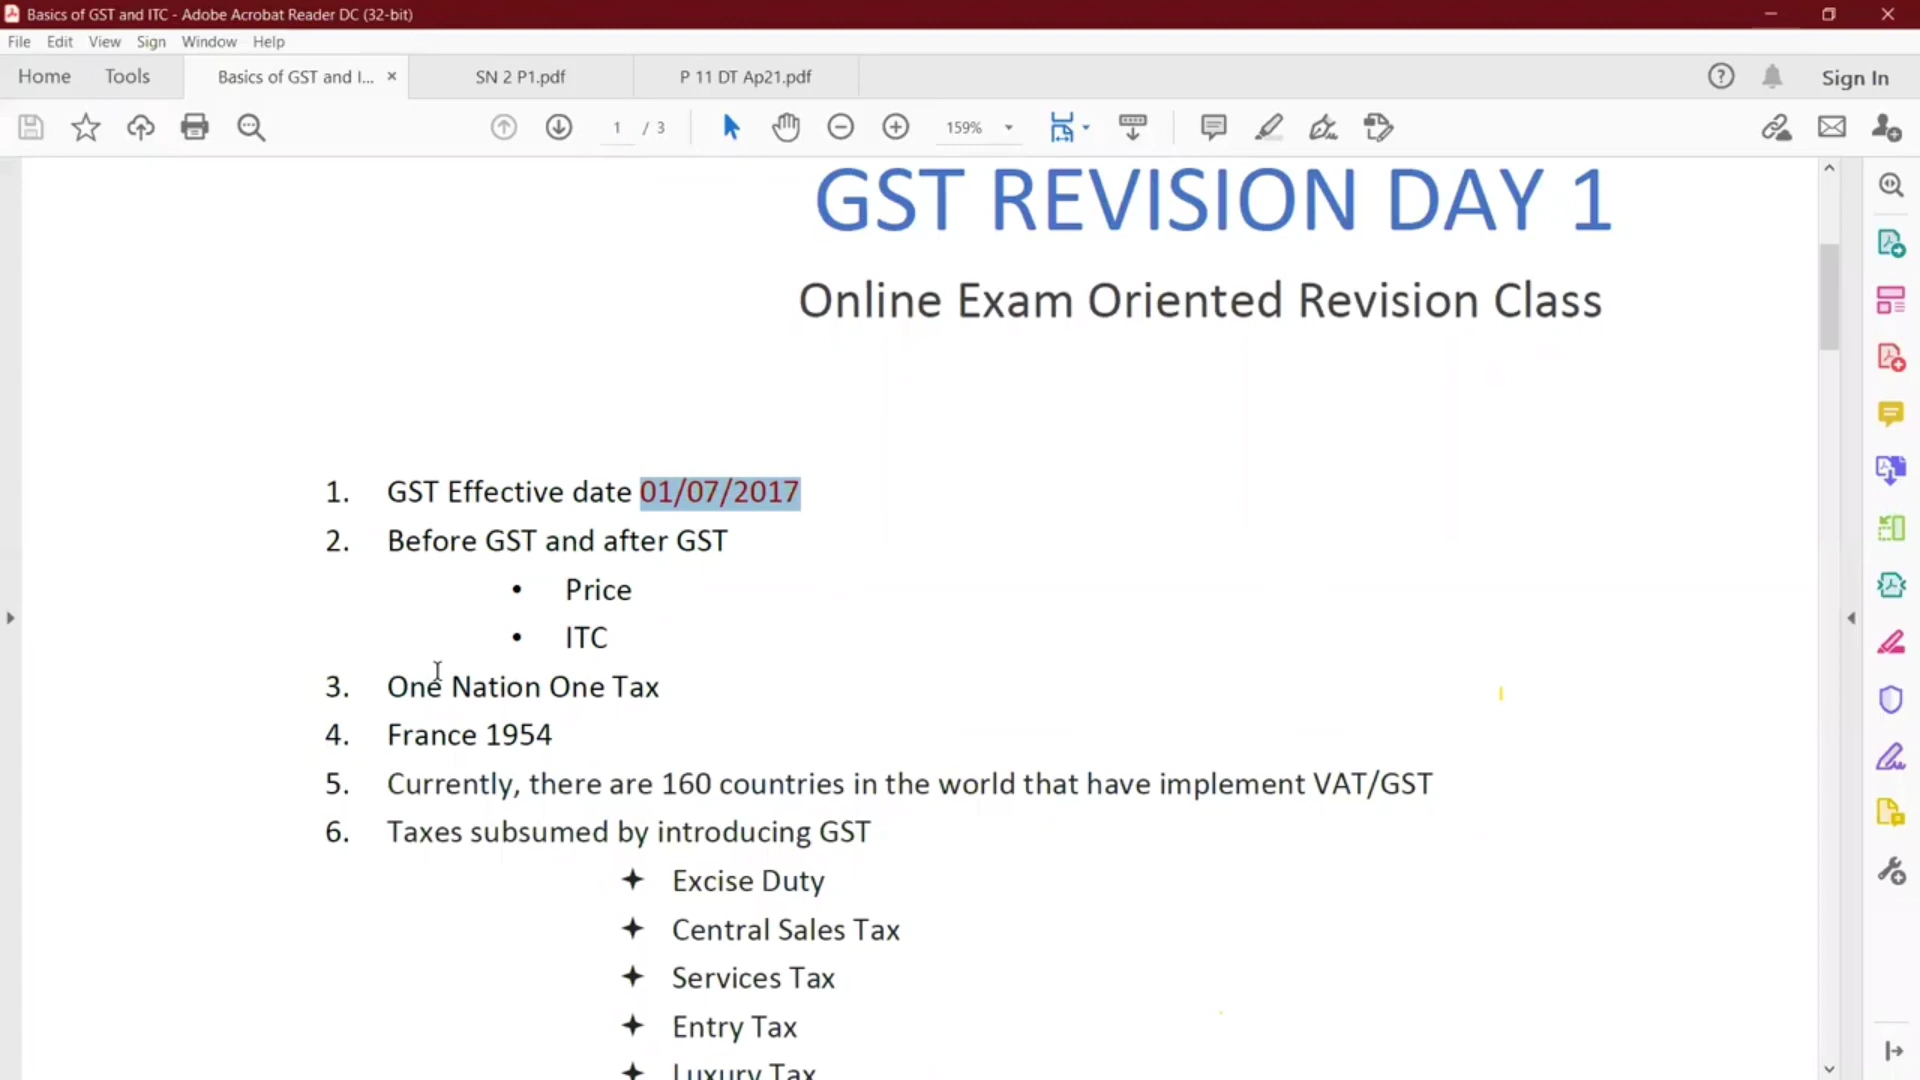 Basics of GST and ITC - Adobe Acrobat Reader DC (32-bit)
File Edit View Sign Window Help
Home Tools Basics of GST and I... × SN 2 P1.pdf P 11 DT Ap21.pdf Sign In
1 / 3 159%
GST REVISION DAY 1
Online Exam Oriented Revision Class
1. GST Effective date 01/07/2017
2. Before GST and after GST
• Price
• ITC
3. One Nation One Tax
4. France 1954
5. Currently, there are 160 countries in the world that have implement VAT/GST
6. Taxes subsumed by introducing GST
Excise Duty
Central Sales Tax
Services Tax
Entry Tax
Luxury Tax